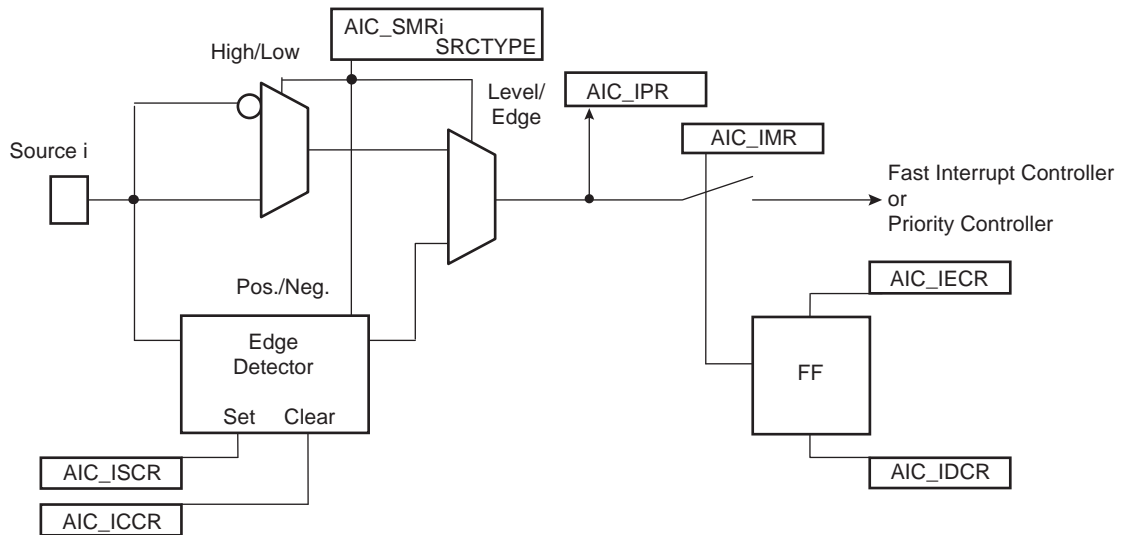 AIC_SMRi
SRCTYPE
High/Low
Level/
Edge
AIC_IPR
AIC_IMR
Source i
Fast Interrupt Controller
or
Priority Controller
Pos./Neg.
AIC_IECR
Edge
Detector
FF
Set Clear
AIC_ISCR
AIC_IDCR
AIC_ICCR